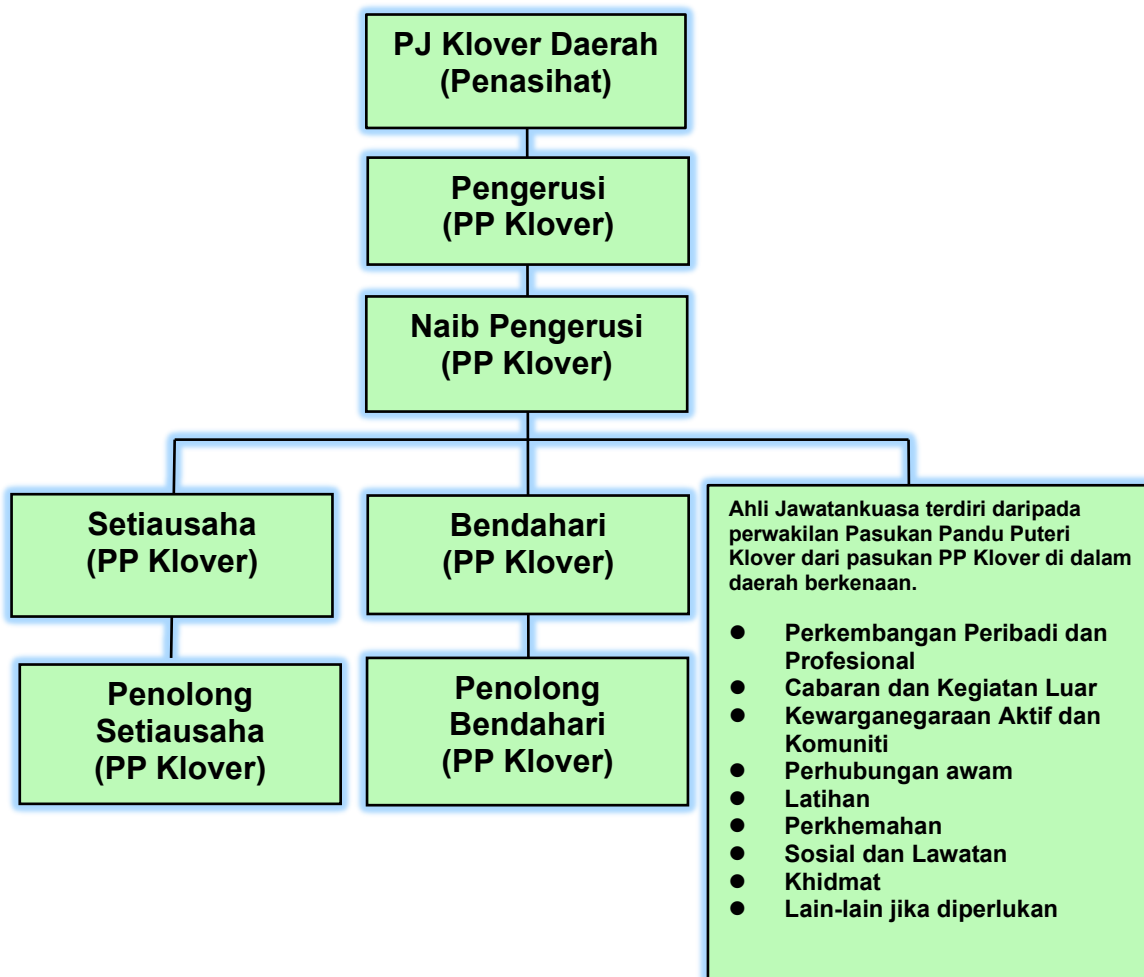 PJ Klover Daerah
(Penasihat)
Pengerusi
(PP Klover)
Naib Pengerusi
(PP Klover)
Setiausaha
(PP Klover)
Bendahari
(PP Klover)
Ahli Jawatankuasa terdiri daripada
perwakilan Pasukan Pandu Puteri
Klover dari pasukan PP Klover di dalam
daerah berkenaan.
● Perkembangan Peribadi dan
Profesional
● Cabaran dan Kegiatan Luar
● Kewarganegaraan Aktif dan
Komuniti
● Perhubungan awam
● Latihan
● Perkhemahan
● Sosial dan Lawatan
● Khidmat
● Lain-lain jika diperlukan
Penolong
Setiausaha
(PP Klover)
Penolong
Bendahari
(PP Klover)